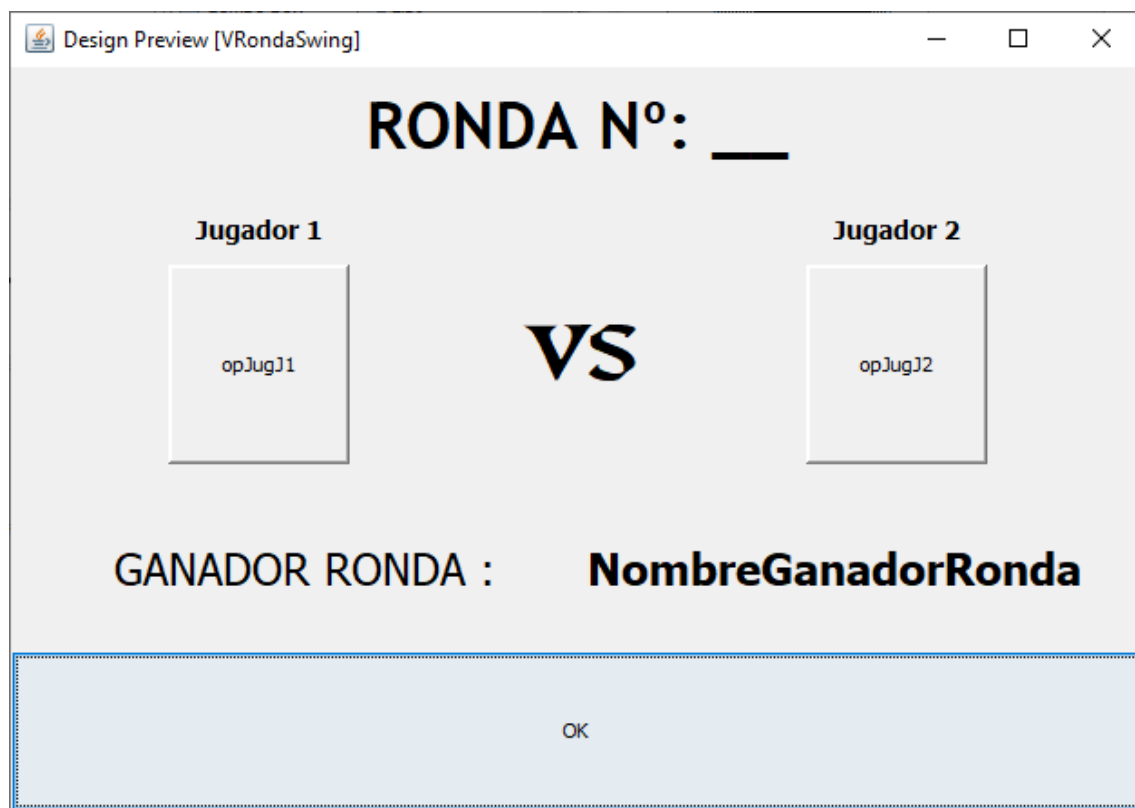 Design Preview [VRondaSwing]
RONDA Nº: __
Jugador 1
Jugador 2
opJugJ1
VS
opJugJ2
GANADOR RONDA : NombreGanadorRonda
OK